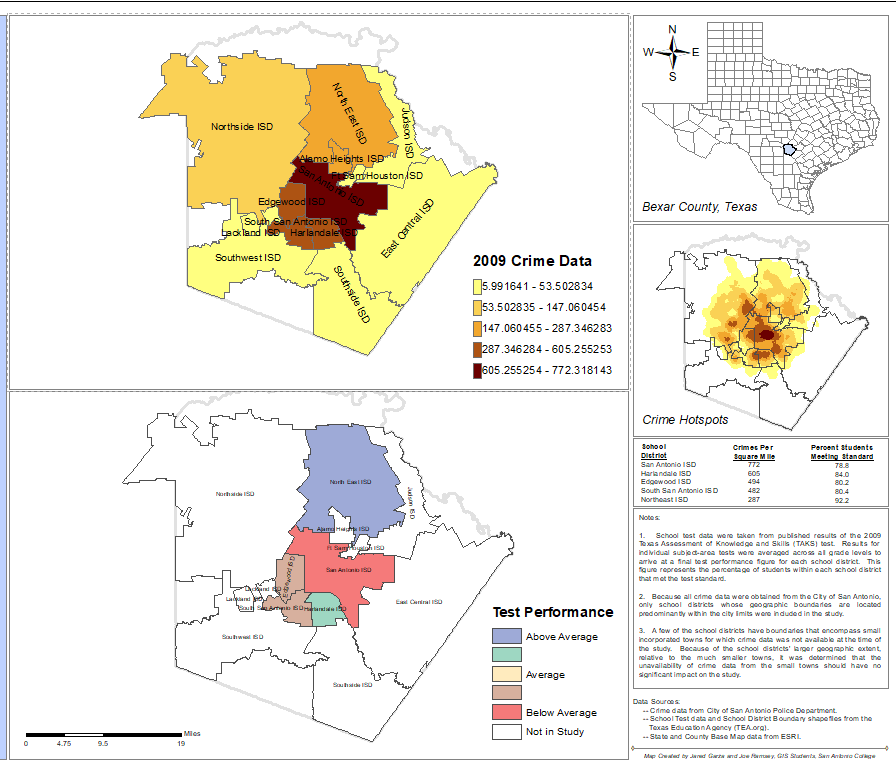 Northside ISD
North East ISD
Judson ISD
Alamo Heights ISD
Ft Sam Houston ISD
San Antonio ISD
Edgewood ISD
South San Antonio ISD
Lackland ISD
Harlandale ISD
East Central ISD
Southwest ISD
Southside ISD
2009 Crime Data
5.991641 - 53.502834
53.502835 - 147.060454
147.060455 - 287.346283
287.346284 - 605.255253
605.255254 - 772.318143
N
W
E
S
Bexar County, Texas
Crime Hotspots
School Crimes Per Percent Students
District Square Mile Meeting Standard
San Antonio ISD 772 78.8
Harlandale ISD 605 84.0
Edgewood ISD 494 80.2
South San Antonio ISD 482 80.4
Northeast ISD 287 92.2
Notes:
1. School test data were taken from published results of the 2009
Texas Assessment of Knowledge and Skills (TAKS) test. Results for
individual subject-area tests were averaged across all grade levels to
arrive at a final test performance figure for each school district. This
figure represents the percentage of students within each school district
that met the test standard.
2. Because all crime data were obtained from the City of San Antonio,
only school districts whose geographic boundaries are located
predominantly within the city limits were included in the study.
3. A few of the school districts have boundaries that encompass small
incorporated towns for which crime data was not available at the time of
the study. Because of the school districts' larger geographic extent,
relative to the much smaller towns, it was determined that the
unavailability of crime data from the small towns should have no
significant impact on the study.
Data Sources:
-- Crime data from City of San Antonio Police Department.
-- School Test data and School District Boundary shapefiles from the
Texas Education Agency (TEA.org).
-- State and County Base Map data from ESRI.
Map Created by Jared Garza and Joe Ramsey, GIS Students, San Antonio College
Northside ISD
North East ISD
Judson ISD
Alamo Heights ISD
Ft Sam Houston ISD
San Antonio ISD
Edgewood ISD
Lackland ISD
Lackland ISD
South San Antonio ISD
Harlandale ISD
East Central ISD
Southwest ISD
Southside ISD
Test Performance
Above Average
Average
Below Average
Not in Study
Miles
0 4.75 9.5 19